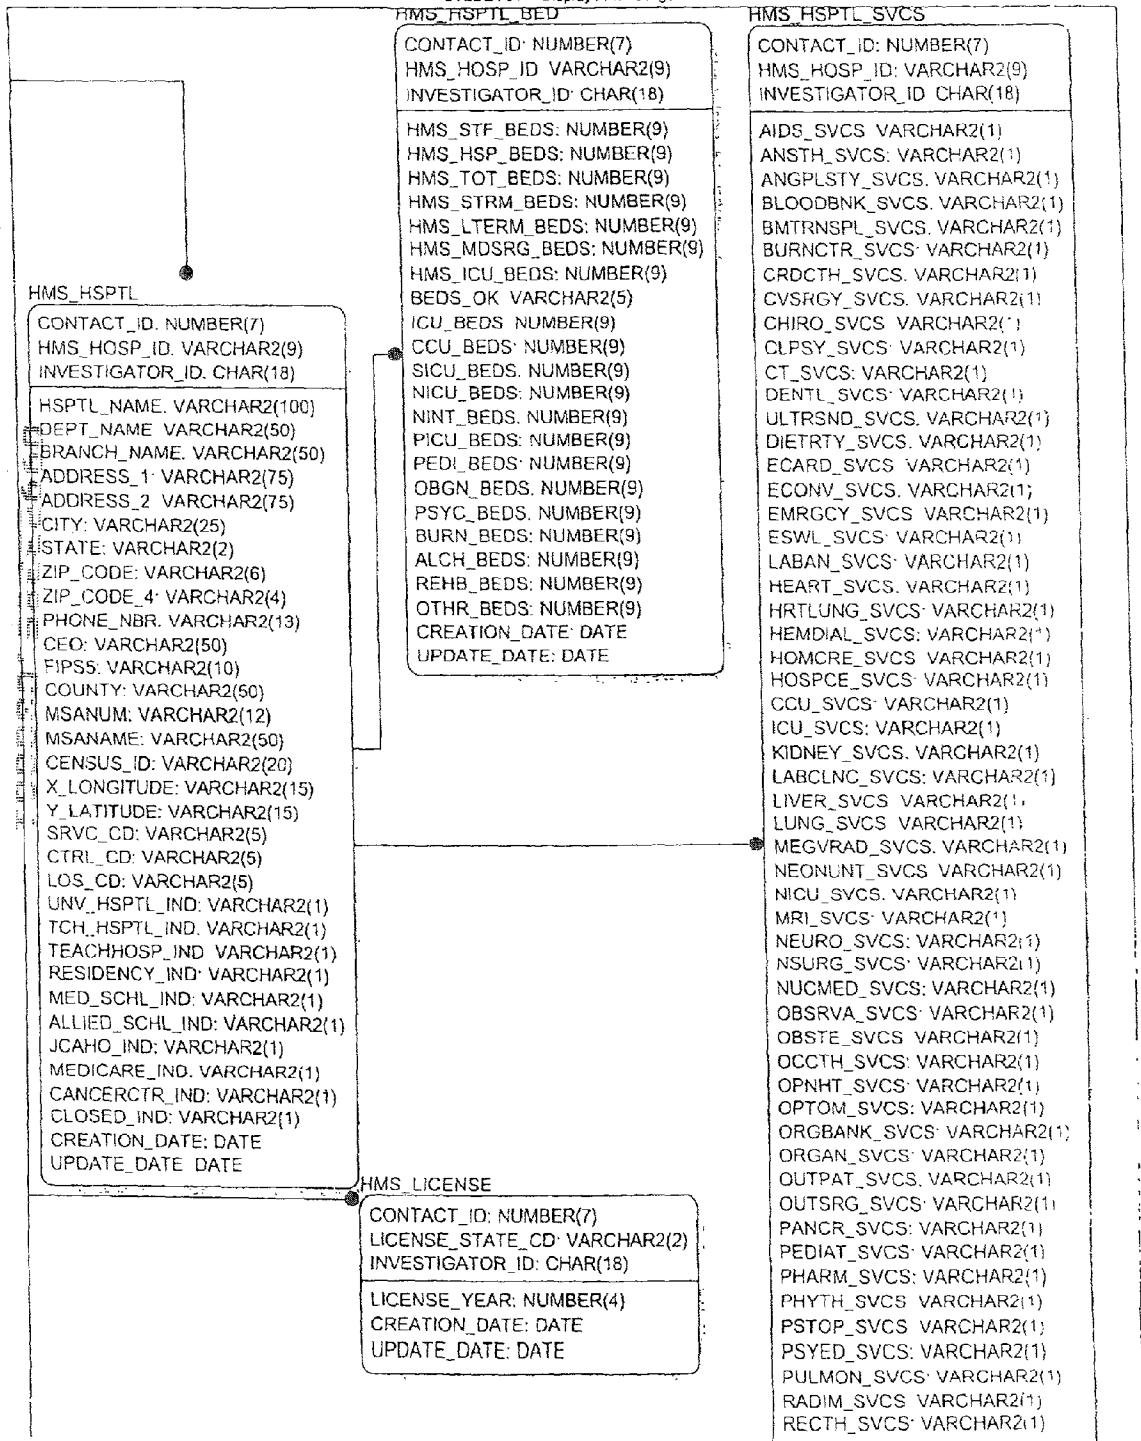 HMS_HSPTL_BED
CONTACT_ID: NUMBER(7)
HMS_HOSP_ID VARCHAR2(9)
INVESTIGATOR_ID: CHAR(18)
HMS_STF_BEDS: NUMBER(9)
HMS_HSP_BEDS: NUMBER(9)
HMS_TOT_BEDS: NUMBER(9)
HMS_STRM_BEDS: NUMBER(9)
HMS_LTERM_BEDS: NUMBER(9)
HMS_MDSRG_BEDS: NUMBER(9)
HMS_ICU_BEDS: NUMBER(9)
BEDS_OK VARCHAR2(5)
ICU_BEDS NUMBER(9)
CCU_BEDS: NUMBER(9)
SICU_BEDS. NUMBER(9)
NICU_BEDS: NUMBER(9)
NINT_BEDS. NUMBER(9)
PICU_BEDS: NUMBER(9)
PEDI_BEDS: NUMBER(9)
OBGN_BEDS. NUMBER(9)
PSYC_BEDS. NUMBER(9)
BURN_BEDS: NUMBER(9)
ALCH_BEDS: NUMBER(9)
REHB_BEDS: NUMBER(9)
OTHR_BEDS: NUMBER(9)
CREATION_DATE: DATE
UPDATE_DATE: DATE
HMS_HSPTL_SVCS
CONTACT_ID: NUMBER(7)
HMS_HOSP_ID: VARCHAR2(9)
INVESTIGATOR_ID CHAR(18)
AIDS_SVCS VARCHAR2(1)
ANSTH_SVCS: VARCHAR2(1)
ANGPLSTY_SVCS. VARCHAR2(1)
BLOODBNK_SVCS. VARCHAR2(1)
BMTRNSPL_SVCS. VARCHAR2(1)
BURNCTR_SVCS: VARCHAR2(1)
CRDCTH_SVCS. VARCHAR2(1)
CVSRGY_SVCS. VARCHAR2(1)
CHIRO_SVCS VARCHAR2(1)
CLPSY_SVCS: VARCHAR2(1)
CT_SVCS: VARCHAR2(1)
DENTL_SVCS: VARCHAR2(1)
ULTRSND_SVCS. VARCHAR2(1)
DIETRTY_SVCS. VARCHAR2(1)
ECARD_SVCS VARCHAR2(1)
ECONV_SVCS. VARCHAR2(1)
EMRGCY_SVCS VARCHAR2(1)
ESWL_SVCS: VARCHAR2(1)
LABAN_SVCS: VARCHAR2(1)
HEART_SVCS. VARCHAR2(1)
HRTLUNG_SVCS: VARCHAR2(1)
HEMDIAL_SVCS: VARCHAR2(1)
HOMCRE_SVCS VARCHAR2(1)
HOSPCE_SVCS: VARCHAR2(1)
CCU_SVCS: VARCHAR2(1)
ICU_SVCS: VARCHAR2(1)
KIDNEY_SVCS. VARCHAR2(1)
LABCLNC_SVCS: VARCHAR2(1)
LIVER_SVCS VARCHAR2(1)
LUNG_SVCS VARCHAR2(1)
MEGVRAD_SVCS. VARCHAR2(1)
NEONUNT_SVCS VARCHAR2(1)
NICU_SVCS. VARCHAR2(1)
MRI_SVCS: VARCHAR2(1)
NEURO_SVCS: VARCHAR2(1)
NSURG_SVCS: VARCHAR2(1)
NUCMED_SVCS: VARCHAR2(1)
OBSRVA_SVCS: VARCHAR2(1)
OBSTE_SVCS: VARCHAR2(1)
OCCTH_SVCS: VARCHAR2(1)
OPNHT_SVCS: VARCHAR2(1)
OPTOM_SVCS: VARCHAR2(1)
ORGBANK_SVCS: VARCHAR2(1)
ORGAN_SVCS: VARCHAR2(1)
OUTPAT_SVCS. VARCHAR2(1)
OUTSRG_SVCS: VARCHAR2(1)
PANCR_SVCS: VARCHAR2(1)
PEDIAT_SVCS: VARCHAR2(1)
PHARM_SVCS: VARCHAR2(1)
PHYTH_SVCS VARCHAR2(1)
PSTOP_SVCS VARCHAR2(1)
PSYED_SVCS: VARCHAR2(1)
PULMON_SVCS: VARCHAR2(1)
RADIM_SVCS VARCHAR2(1)
RECTH_SVCS: VARCHAR2(1)
HMS_HSPTL
CONTACT_ID. NUMBER(7)
HMS_HOSP_ID. VARCHAR2(9)
INVESTIGATOR_ID. CHAR(18)
HSPTL_NAME. VARCHAR2(100)
DEPT_NAME VARCHAR2(50)
BRANCH_NAME. VARCHAR2(50)
ADDRESS_1: VARCHAR2(75)
ADDRESS_2 VARCHAR2(75)
CITY: VARCHAR2(25)
STATE: VARCHAR2(2)
ZIP_CODE: VARCHAR2(6)
ZIP_CODE_4: VARCHAR2(4)
PHONE_NBR. VARCHAR2(13)
CEO: VARCHAR2(50)
FIPS5: VARCHAR2(10)
COUNTY: VARCHAR2(50)
MSANUM: VARCHAR2(12)
MSANAME: VARCHAR2(50)
CENSUS_ID: VARCHAR2(20)
X_LONGITUDE: VARCHAR2(15)
Y_LATITUDE: VARCHAR2(15)
SRVC_CD: VARCHAR2(5)
CTRL_CD: VARCHAR2(5)
LOS_CD: VARCHAR2(5)
UNV_HSPTL_IND: VARCHAR2(1)
TCH_HSPTL_IND. VARCHAR2(1)
TEACHHOSP_IND VARCHAR2(1)
RESIDENCY_IND: VARCHAR2(1)
MED_SCHL_IND: VARCHAR2(1)
ALLIED_SCHL_IND: VARCHAR2(1)
JCAHO_IND: VARCHAR2(1)
MEDICARE_IND. VARCHAR2(1)
CANCERCTR_IND: VARCHAR2(1)
CLOSED_IND: VARCHAR2(1)
CREATION_DATE: DATE
UPDATE_DATE DATE
HMS_LICENSE
CONTACT_ID: NUMBER(7)
LICENSE_STATE_CD: VARCHAR2(2)
INVESTIGATOR_ID: CHAR(18)
LICENSE_YEAR: NUMBER(4)
CREATION_DATE: DATE
UPDATE_DATE: DATE